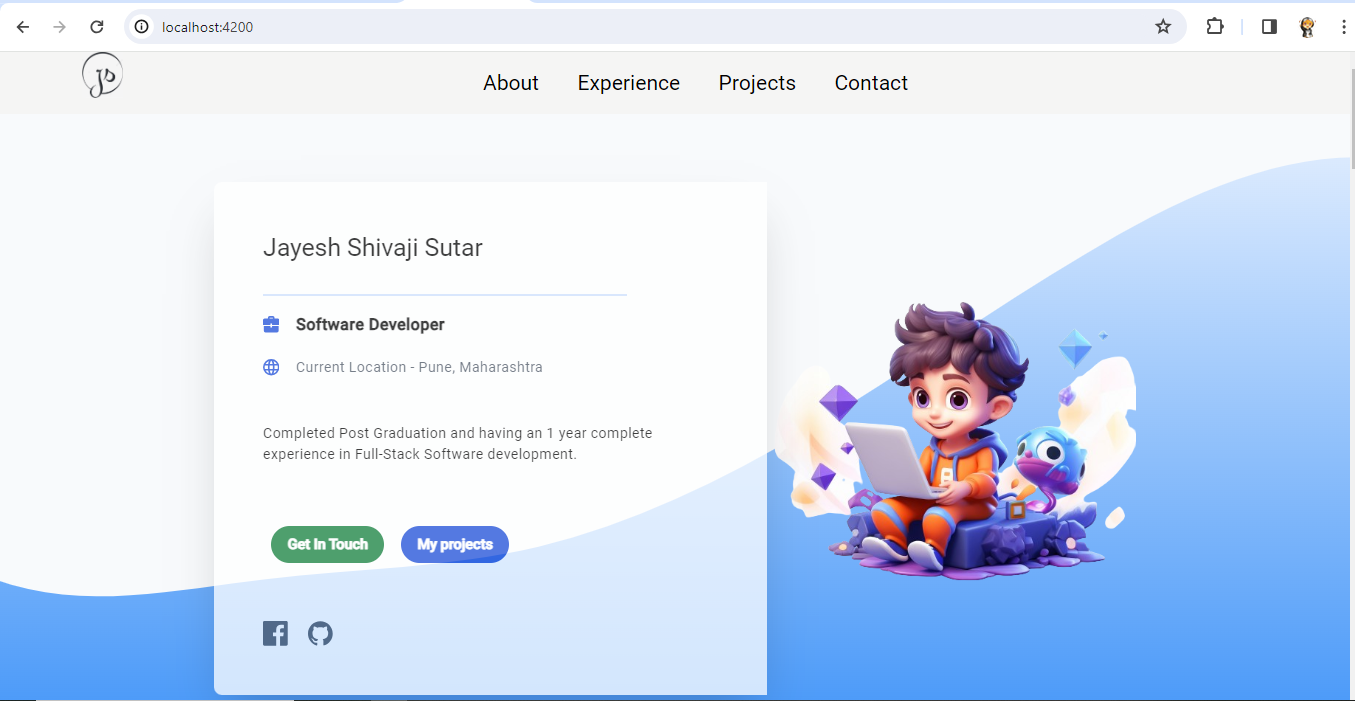 localhost:4200
JS
About Experience Projects Contact
Jayesh Shivaji Sutar
Software Developer
Current Location - Pune, Maharashtra
Completed Post Graduation and having an 1 year complete
experience in Full-Stack Software development.
Get In Touch My projects